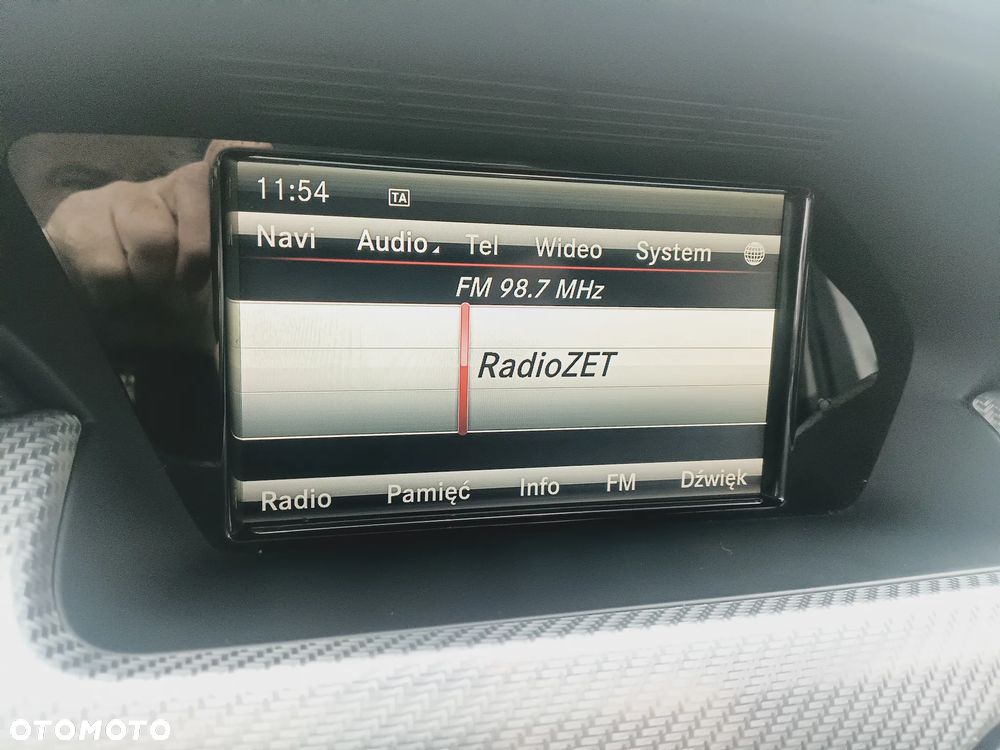 11:54 TA
Navi Audio Tel Wideo System
FM 98.7 MHz
RadioZET
Radio Pamięć Info FM Dźwięk
OTOMOTO